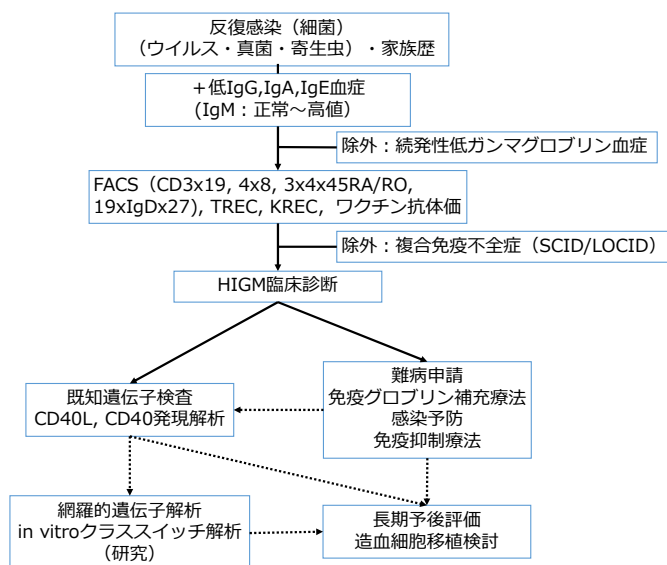 反復感染（細菌）
（ウイルス・真菌・寄生虫）・家族歴
＋低IgG,IgA,IgE血症
(IgM：正常～高値)
除外：続発性低ガンマグロブリン血症
FACS（CD3x19, 4x8, 3x4x45RA/RO,
19xIgDx27), TREC, KREC, ワクチン抗体価
除外：複合免疫不全症（SCID/LOCID）
HIGM臨床診断
既知遺伝子検査
CD40L, CD40発現解析
難病申請
免疫グロブリン補充療法
感染予防
免疫抑制療法
網羅的遺伝子解析
in vitroクラススイッチ解析
（研究）
長期予後評価
造血細胞移植検討